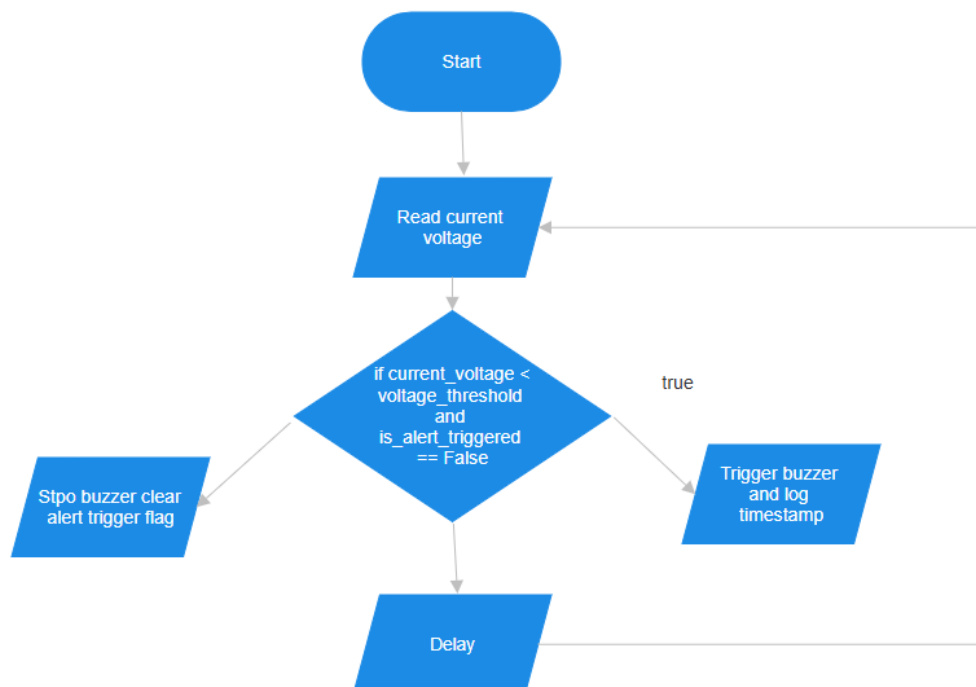 Start
Read current
voltage
if current_voltage <
voltage_threshold
and
is_alert_triggered
== False
true
Stpo buzzer clear
alert trigger flag
Trigger buzzer
and log
timestamp
Delay